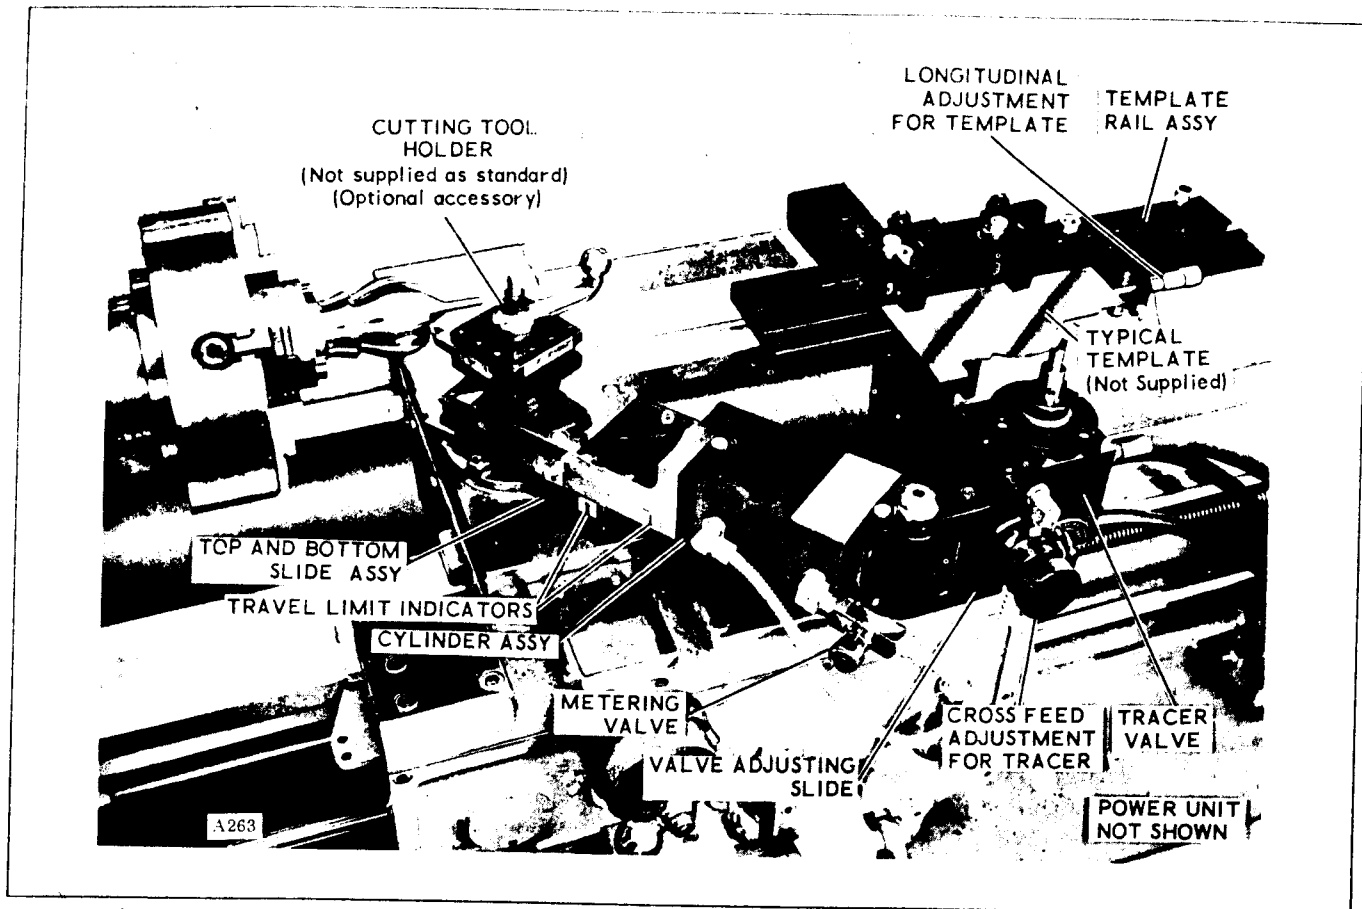 LONGITUDINAL
ADJUSTMENT
FOR TEMPLATE
TEMPLATE
RAIL ASSY
CUTTING TOOL
HOLDER
(Not supplied as standard)
(Optional accessory)
TYPICAL
TEMPLATE
(Not Supplied)
TOP AND BOTTOM
SLIDE ASSY
TRAVEL LIMIT INDICATORS
CYLINDER ASSY
METERING
VALVE
VALVE ADJUSTING
SLIDE
CROSS FEED
ADJUSTMENT
FOR TRACER
TRACER
VALVE
POWER UNIT
NOT SHOWN
A263